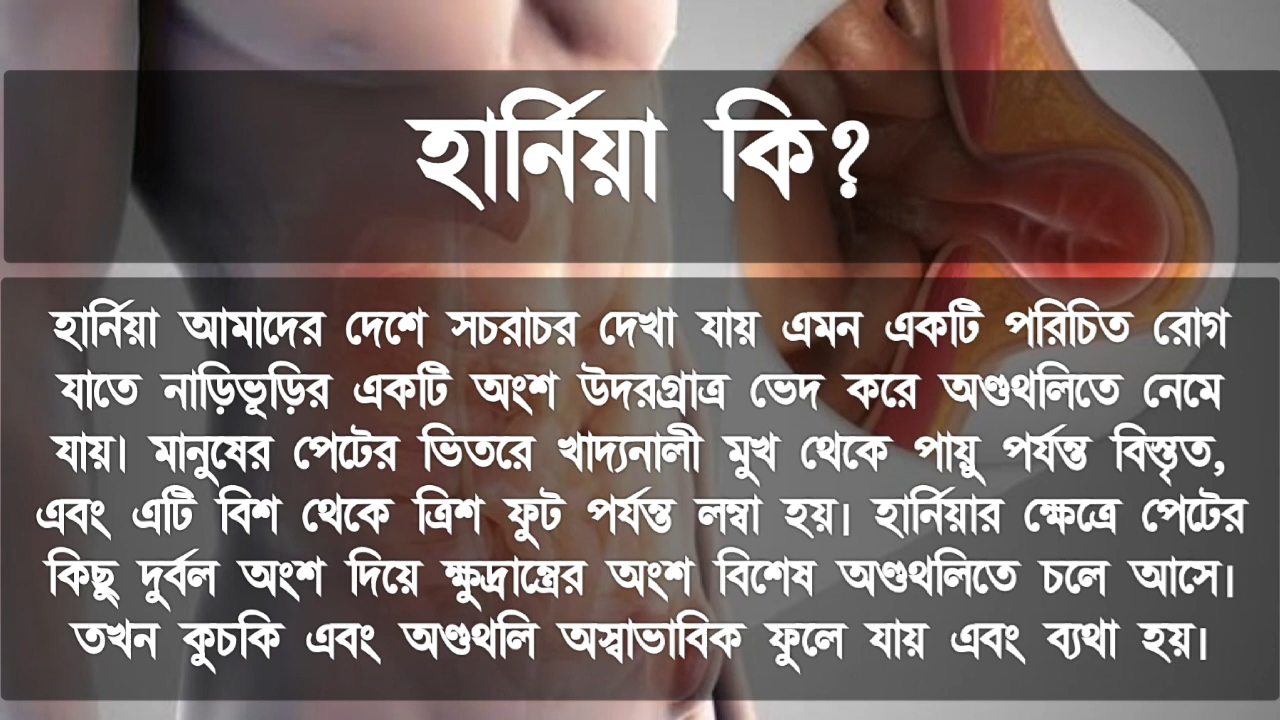 হার্নিয়া কি?
হার্নিয়া আমাদের দেশে সচরাচর দেখা যায় এমন একটি পরিচিত রোগ
যাতে নাড়িভূড়ির একটি অংশ উদরগ্রাত্র ভেদ করে অণ্ডথলিতে নেমে
যায়। মানুষের পেটের ভিতরে খাদ্যনালী মুখ থেকে পায়ু পর্যন্ত বিস্তৃত,
এবং এটি বিশ থেকে ত্রিশ ফুট পর্যন্ত লম্বা হয়। হার্নিয়ার ক্ষেত্রে পেটের
কিছু দুর্বল অংশ দিয়ে ক্ষুদ্রান্ত্রের অংশ বিশেষ অণ্ডথলিতে চলে আসে।
তখন কুচকি এবং অণ্ডথলি অস্বাভাবিক ফুলে যায় এবং ব্যথা হয়।